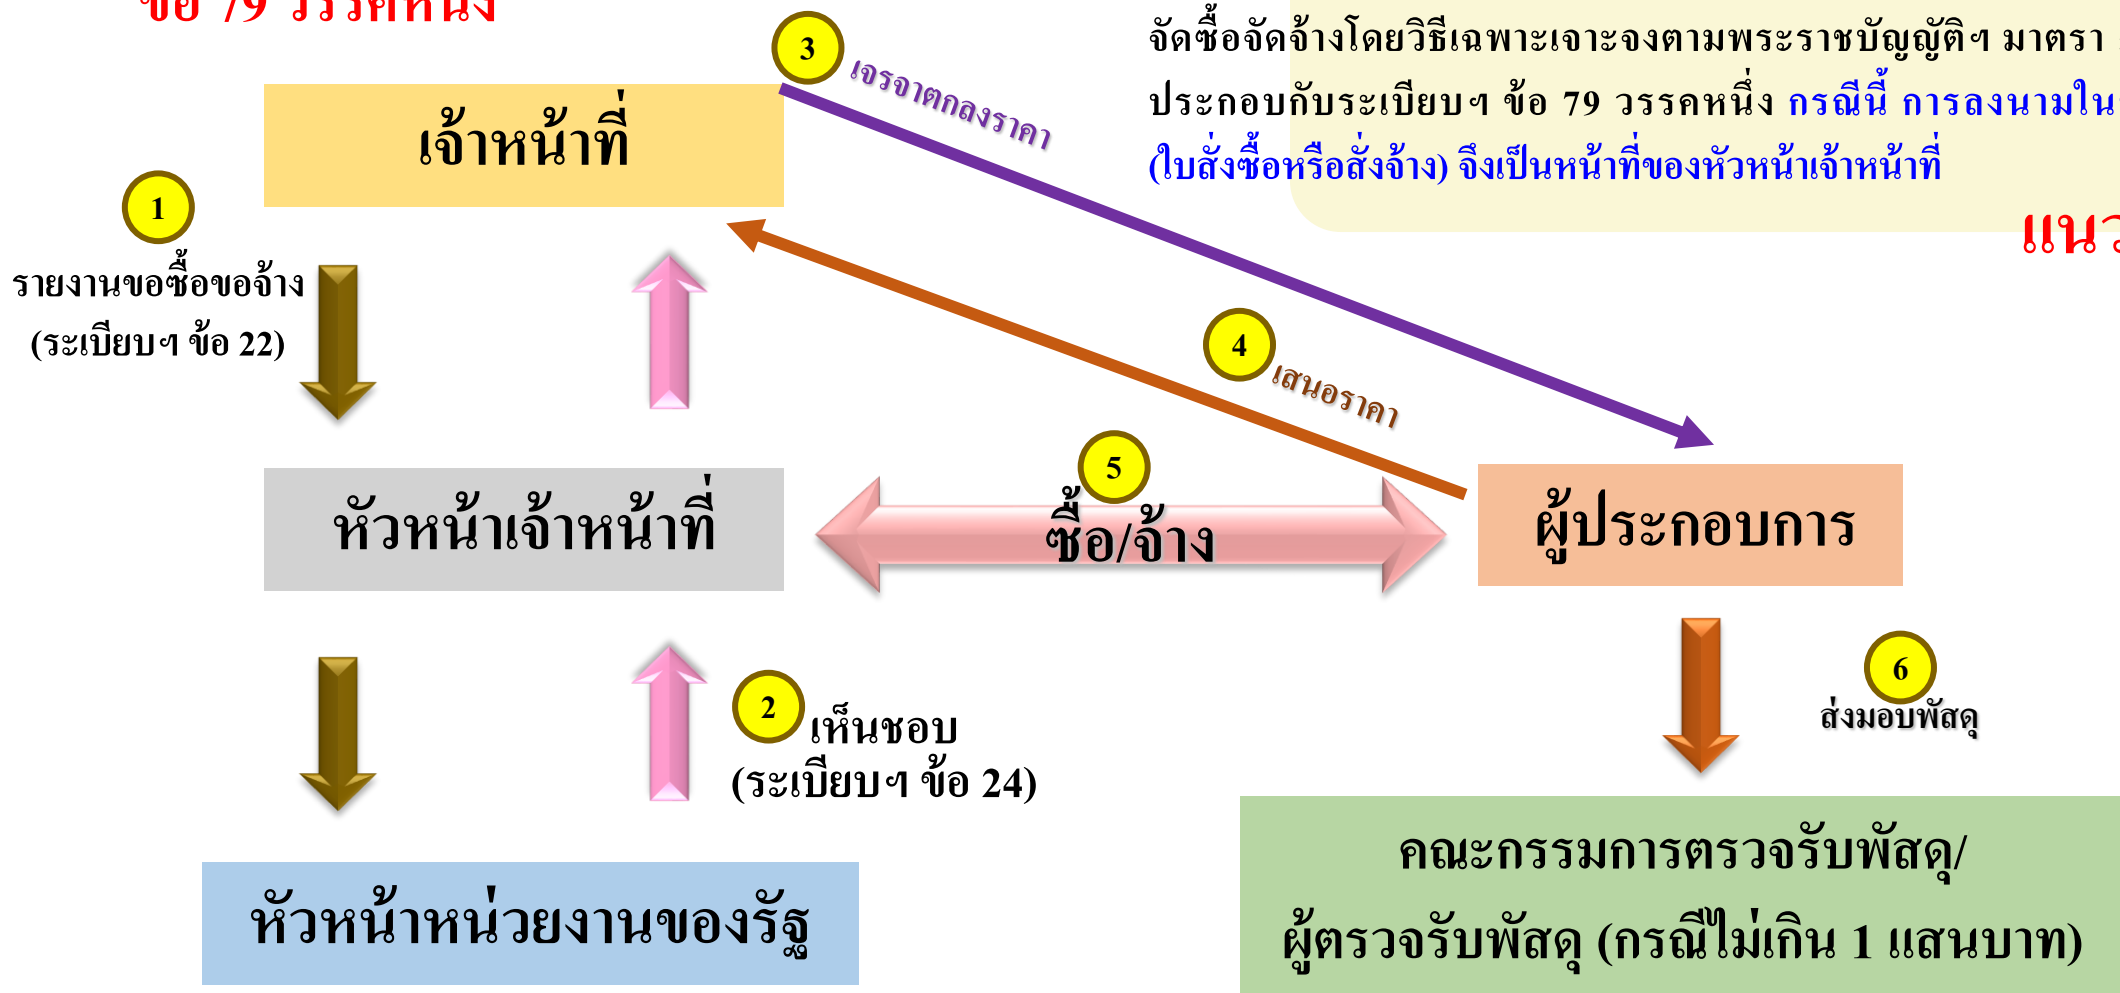 ข้อ 79 วรรคหนึ่ง
จัดซื้อจัดจ้างโดยวิธีเฉพาะเจาะจงตามพระราชบัญญัติฯ มาตรา
ประกอบกับระเบียบฯ ข้อ 79 วรรคหนึ่ง กรณีนี้ การลงนามใน
(ใบสั่งซื้อหรือสั่งจ้าง) จึงเป็นหน้าที่ของหัวหน้าเจ้าหน้าที่
3
เจรจาตกลงราคา
เจ้าหน้าที่
1
รายงานขอซื้อขอจ้าง
(ระเบียบฯ ข้อ 22)
4
เสนอราคา
5
ซื้อ/จ้าง
หัวหน้าเจ้าหน้าที่
ผู้ประกอบการ
2
เห็นชอบ
(ระเบียบฯ ข้อ 24)
6
ส่งมอบพัสดุ
หัวหน้าหน่วยงานของรัฐ
คณะกรรมการตรวจรับพัสดุ/
ผู้ตรวจรับพัสดุ (กรณีไม่เกิน 1 แสนบาท)